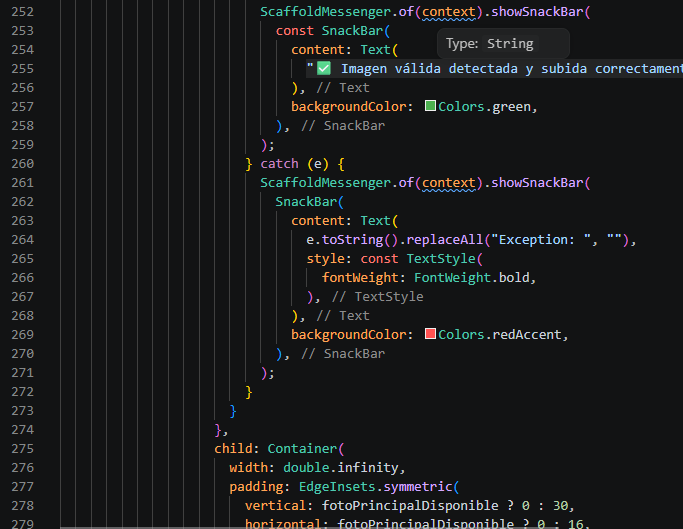 252 ScaffoldMessenger.of(context).showSnackBar(
253 const SnackBar(
Type: String
254 content: Text(
255 "✅ Imagen válida detectada y subida correctament
256 ), // Text
257 backgroundColor: Colors.green,
258 ), // SnackBar
259 );
260 } catch (e) {
261 ScaffoldMessenger.of(context).showSnackBar(
262 SnackBar(
263 content: Text(
264 e.toString().replaceAll("Exception: ", ""),
265 style: const TextStyle(
266 fontWeight: FontWeight.bold,
267 ), // TextStyle
268 ), // Text
269 backgroundColor: Colors.redAccent,
270 ), // SnackBar
271 );
272 }
273 }
274 },
275 child: Container(
276 width: double.infinity,
277 padding: EdgeInsets.symmetric(
278 vertical: fotoPrincipalDisponible ? 0 : 30,
279 horizontal: fotoPrincipalDisponible ? 0 : 16,